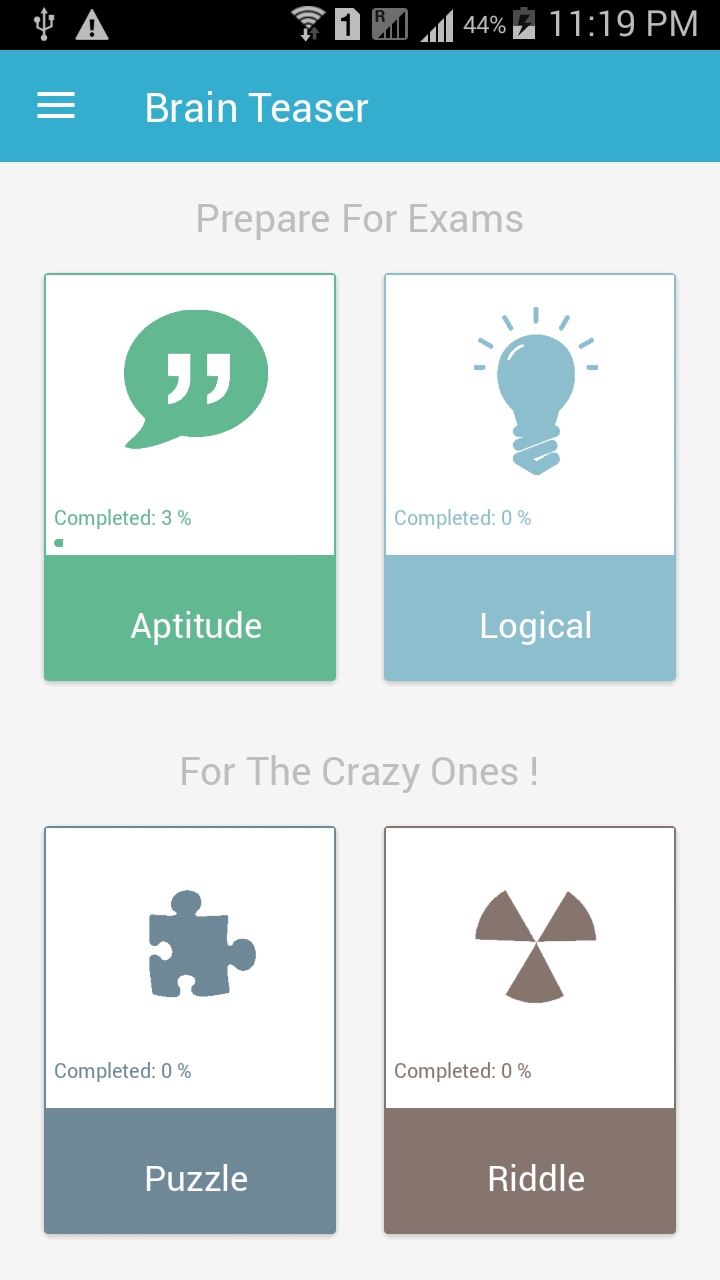 1 R 44% 11:19 PM
Brain Teaser
Prepare For Exams
Completed: 3 %
Completed: 0 %
Aptitude
Logical
For The Crazy Ones !
Completed: 0 %
Completed: 0 %
Puzzle
Riddle